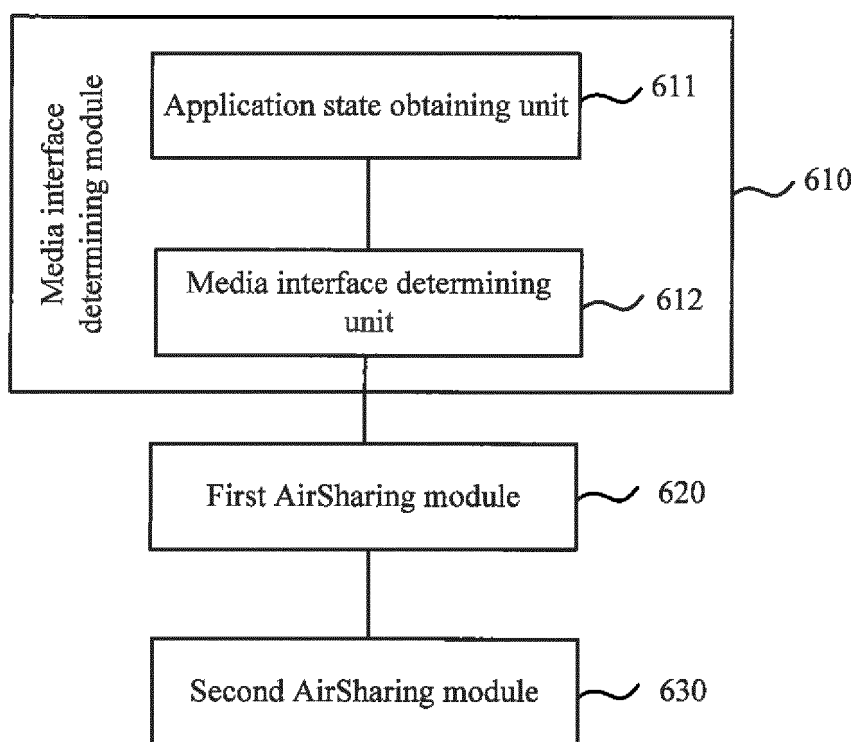 Media interface
determining module
Application state obtaining unit
611
610
Media interface determining
unit
612
First AirSharing module
620
Second AirSharing module
630